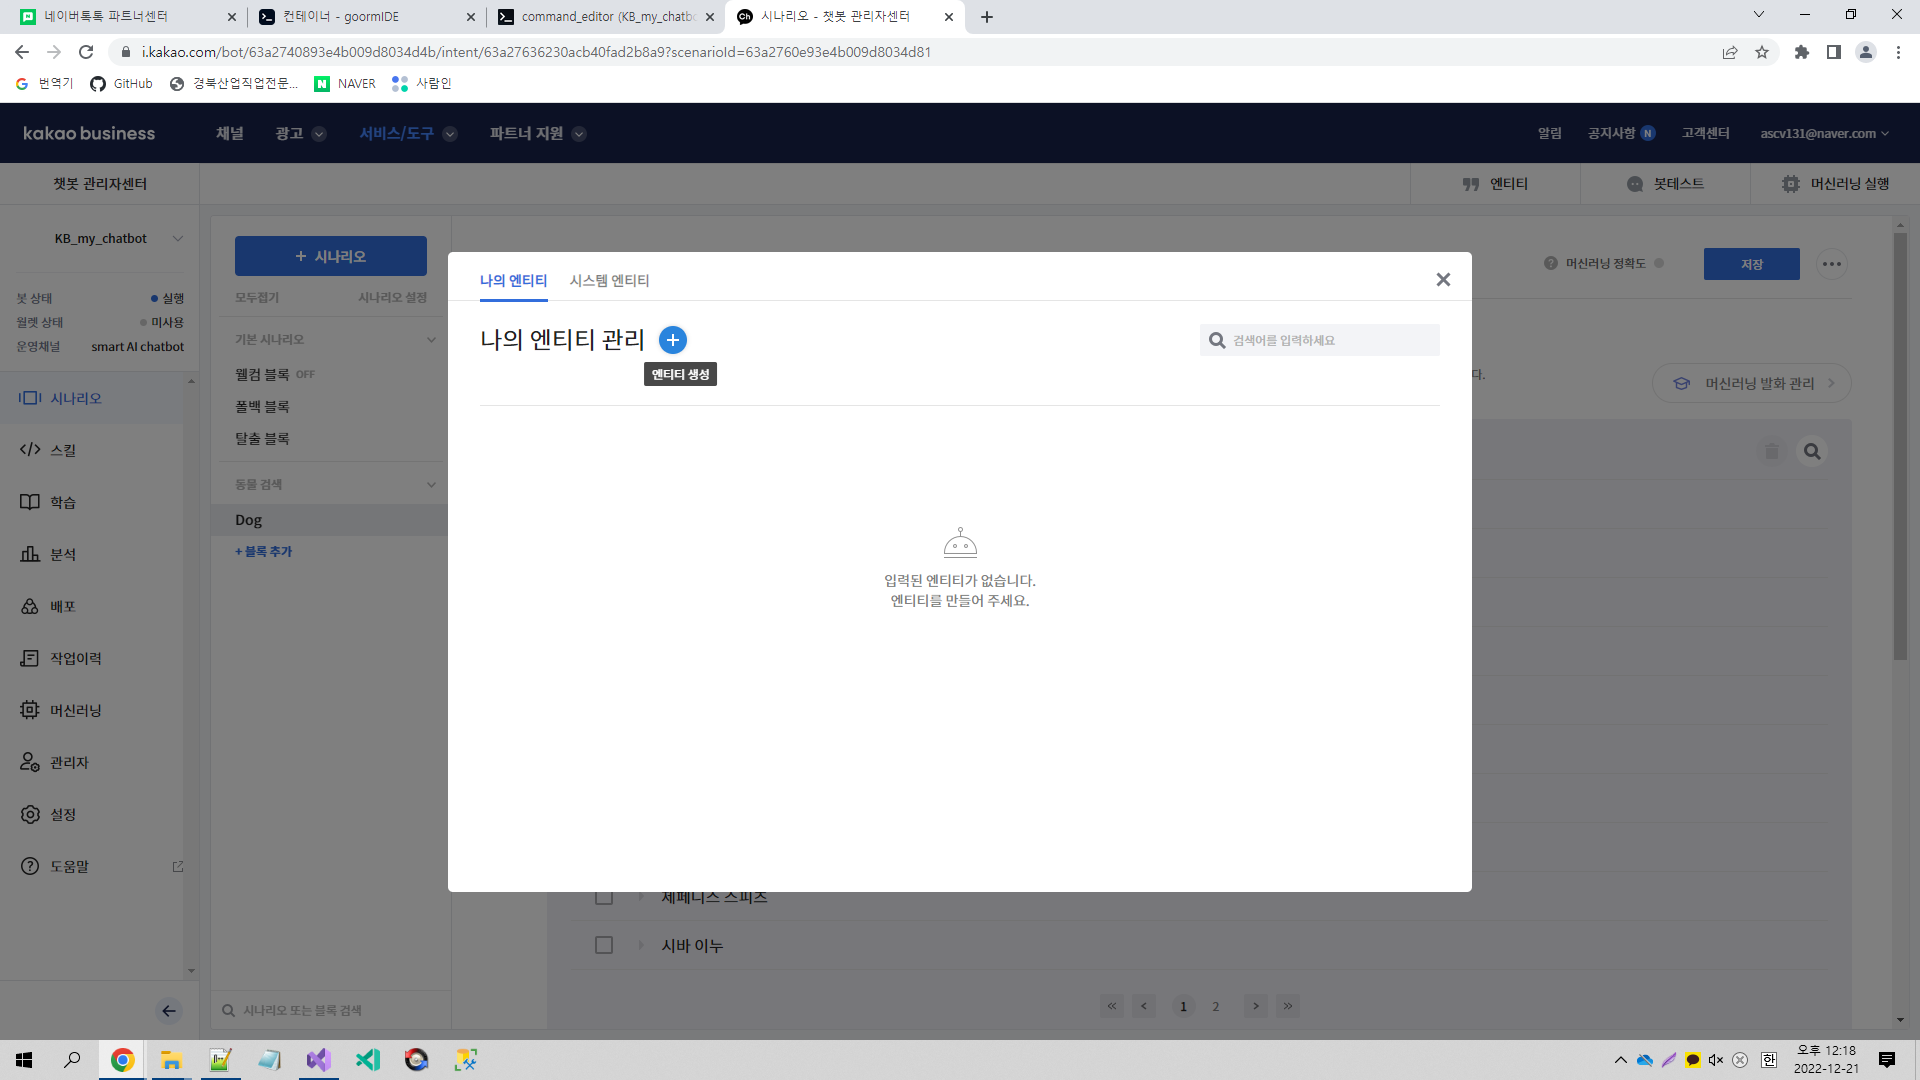 네이버톡톡 파트너센터
컨테이너 - goormIDE
command_editor (KB_my_chatb
시나리오 - 챗봇 관리자센터
i.kakao.com/bot/63a2740893e4b009d8034d4b/intent/63a27636230acb40fad2b8a9?scenarioId=63a2760e93e4b009d8034d81
번역기
GitHub
경북산업직업전문...
NAVER
사람인
kakao business
채널
광고
서비스/도구
파트너 지원
알림
공지사항 N
고객센터
ascv131@naver.com
챗봇 관리자센터
엔티티
봇테스트
머신러닝 실행
KB_my_chatbot
봇 상태
실행
월렛 상태
미사용
운영채널
smart AI chatbot
시나리오
스킬
학습
분석
배포
작업이력
머신러닝
관리자
설정
도움말
+ 시나리오
모두접기
시나리오 설정
기본 시나리오
웰컴 블록 OFF
폴백 블록
탈출 블록
동물 검색
Dog
+ 블록 추가
시나리오 또는 블록 검색
머신러닝 정확도
저장
나의 엔티티
시스템 엔티티
나의 엔티티 관리
검색어를 입력하세요
엔티티 생성
다.
머신러닝 발화 관리
입력된 엔티티가 없습니다.
엔티티를 만들어 주세요.
시바 이누
1
2
한
오후 12:18
2022-12-21